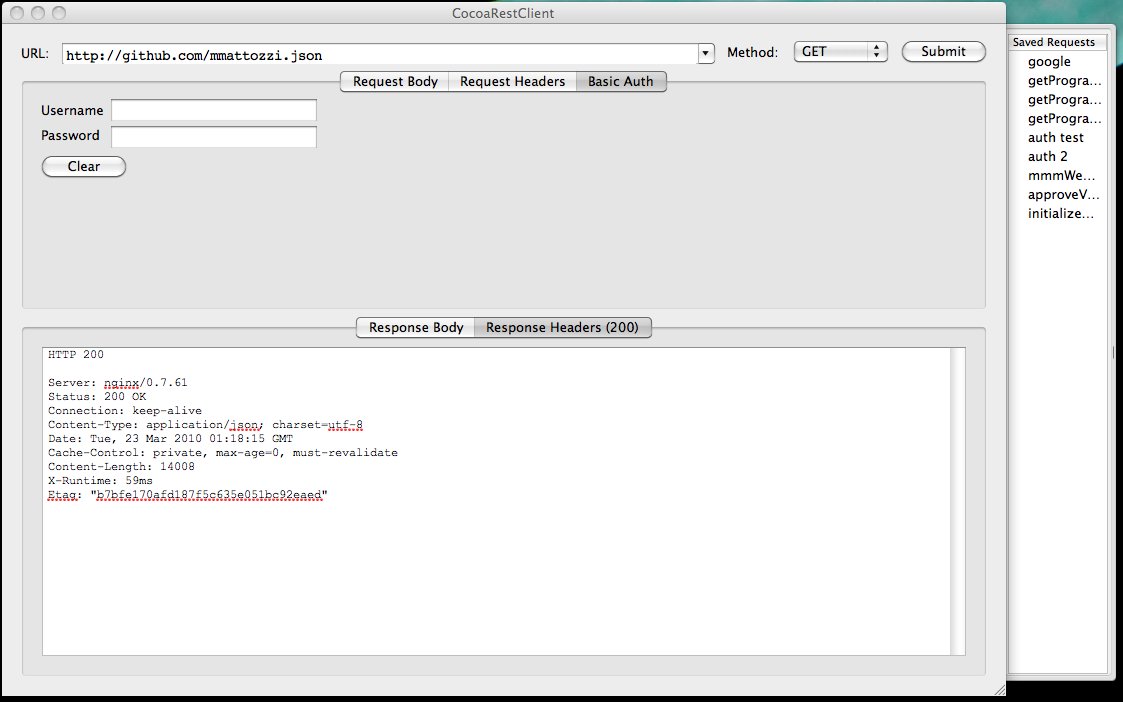 CocoaRestClient
URL: http://github.com/mmattozzi.json Method: GET Submit
Request Body Request Headers Basic Auth
Username
Password
Clear
Response Body Response Headers (200)
HTTP 200
Server: nginx/0.7.61
Status: 200 OK
Connection: keep-alive
Content-Type: application/json; charset=utf-8
Date: Tue, 23 Mar 2010 01:18:15 GMT
Cache-Control: private, max-age=0, must-revalidate
Content-Length: 14008
X-Runtime: 59ms
Etag: "b7bfe170afd187f5c635e051bc92eaed"
Saved Requests
google
getProgra...
getProgra...
getProgra...
auth test
auth 2
mmmWe...
approveV...
initialize...